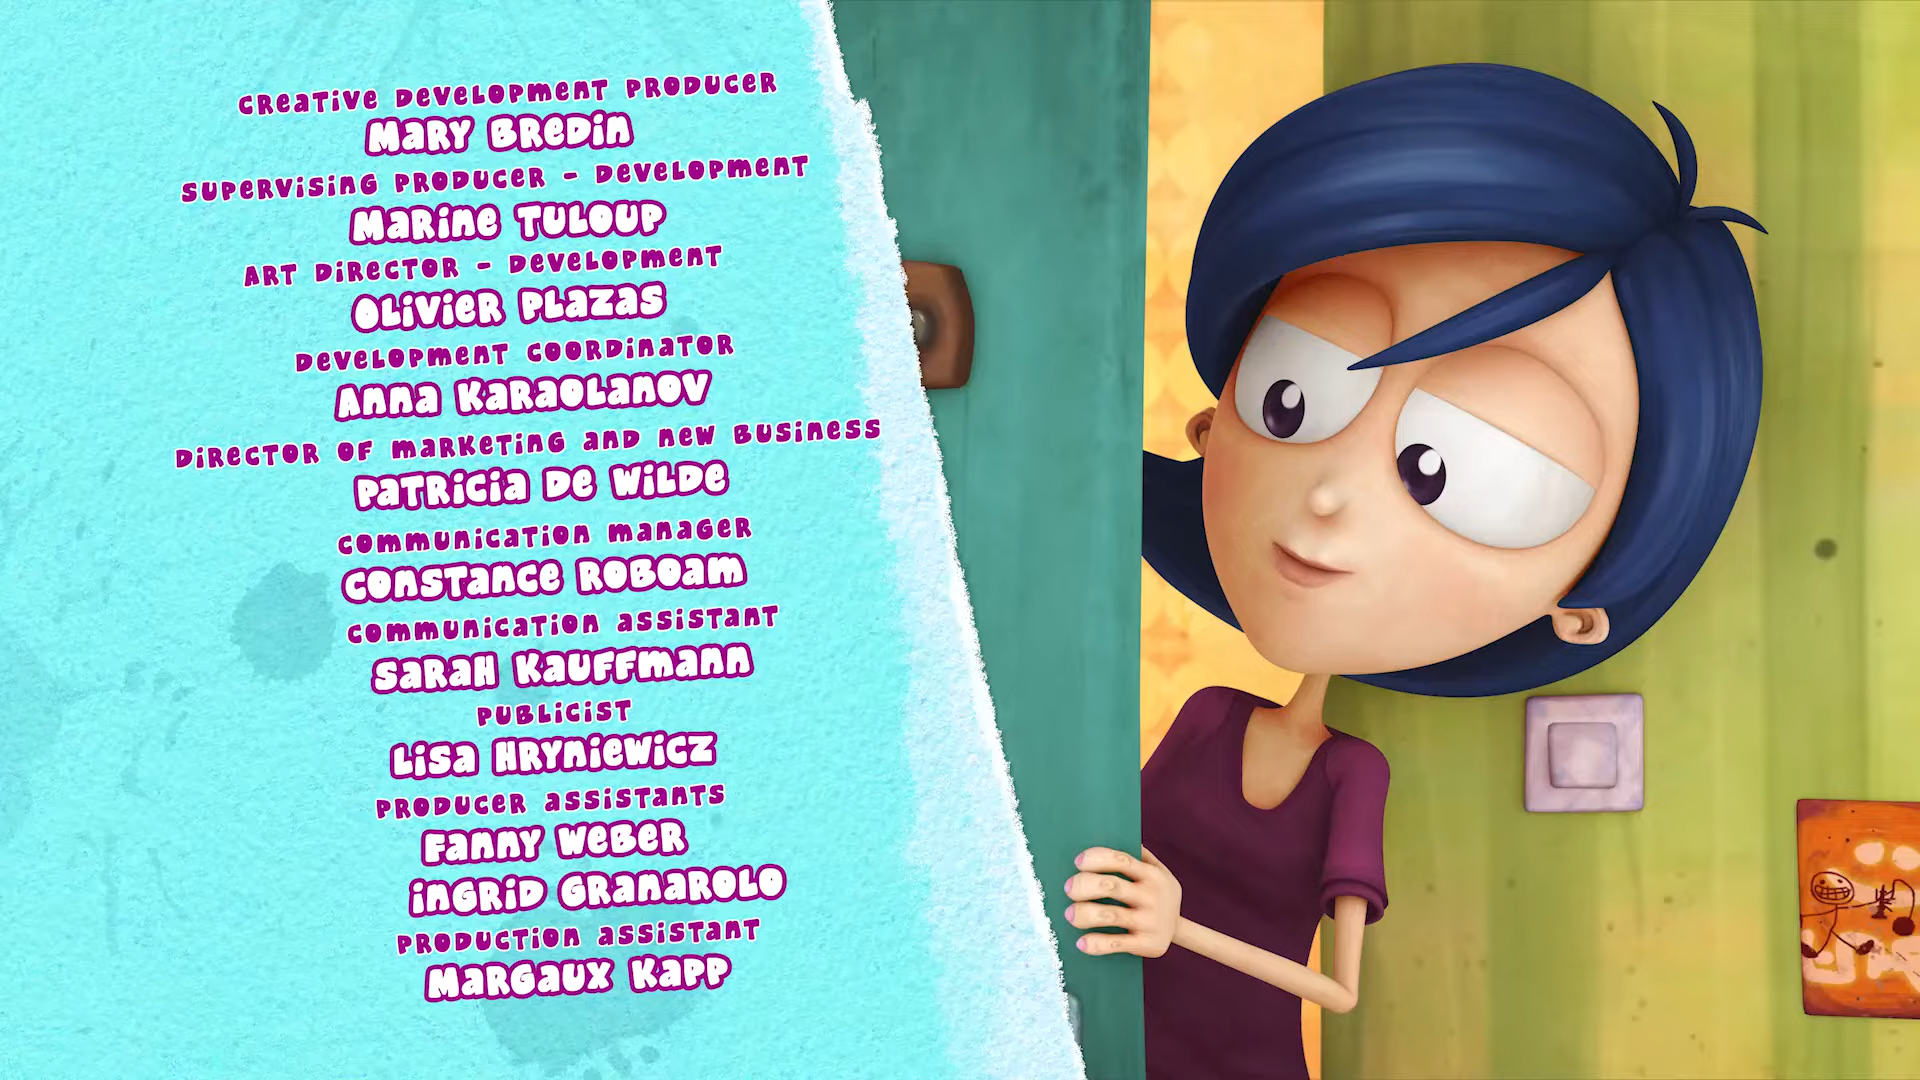 CREATIVE DEVELOPMENT PRODUCER
MARY BREDIN
SUPERVISING PRODUCER - DEVELOPMENT
MARINE TULOUP
ART DIRECTOR - DEVELOPMENT
OLIVIER PLAZAS
DEVELOPMENT COORDINATOR
ANNA KARAOLANOV
DIRECTOR OF MARKETING AND NEW BUSINESS
PATRICIA DE WILDE
COMMUNICATION MANAGER
CONSTANCE ROBOAM
COMMUNICATION ASSISTANT
SARAH KAUFFMANN
PUBLICIST
LISA HRYNIEWICZ
PRODUCER ASSISTANTS
FANNY WEBER
INGRID GRANAROLO
PRODUCTION ASSISTANT
MARGAUX KAPP